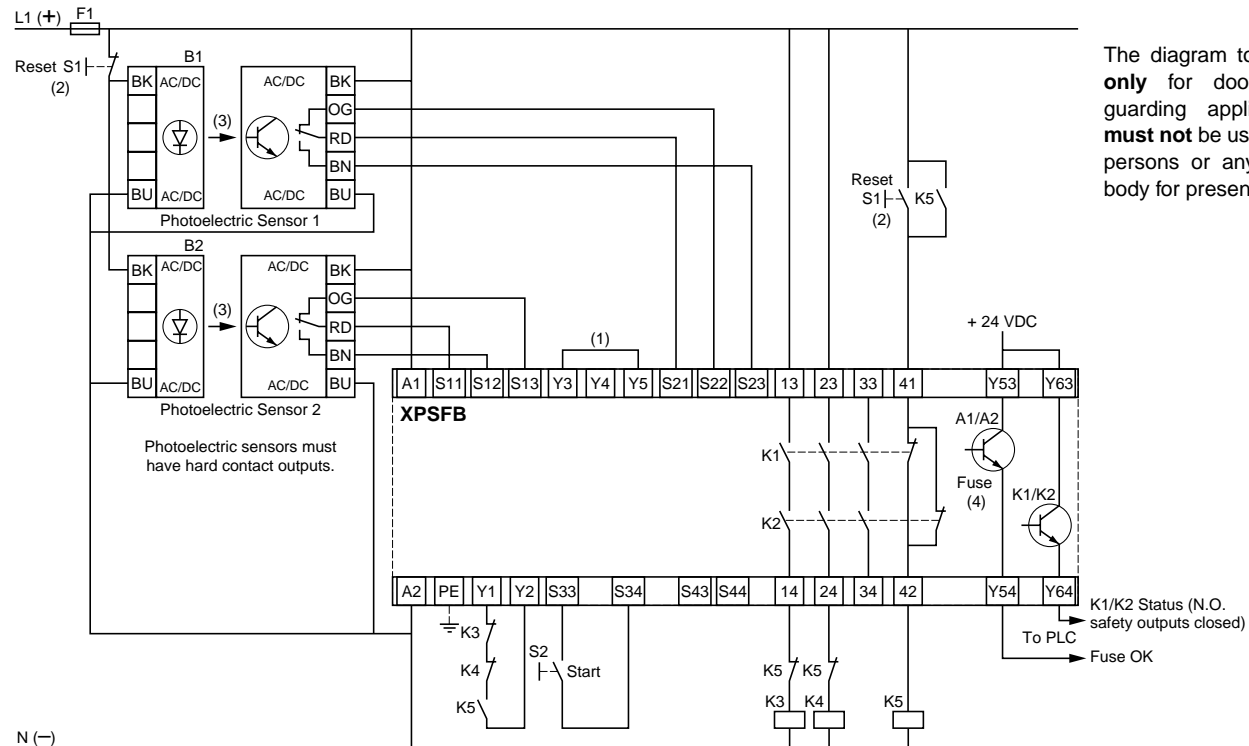 L1 (+) F1
Reset S1
(2)
B1
BK AC/DC AC/DC BK
OG
(3) RD
BN
BU AC/DC AC/DC BU
Photoelectric Sensor 1
B2
BK AC/DC AC/DC BK
OG
(3) RD
BN
BU AC/DC AC/DC BU
Photoelectric Sensor 2
Photoelectric sensors must
have hard contact outputs.
The diagram to
only for doo
guarding appli
must not be us
persons or any
body for presen
Reset
S1 K5
(2)
+ 24 VDC
(1)
A1 S11 S12 S13 Y3 Y4 Y5 S21 S22 S23 13 23 33 41 Y53 Y63
XPSFB
A1/A2
K1
Fuse
(4)
K1/K2
K2
A2 PE Y1 Y2 S33 S34 S43 S44 14 24 34 42 Y54 Y64
K1/K2 Status (N.O.
safety outputs closed)
To PLC
Fuse OK
K3
S2
K4 Start
K5 K5
K5
K3 K4 K5
N (–)